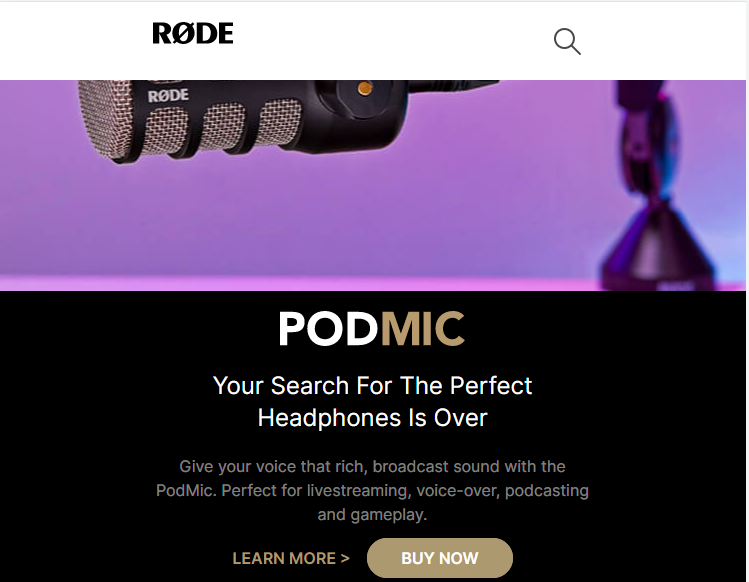 RØDE
RØDE
PODMIC
Your Search For The Perfect
Headphones Is Over
Give your voice that rich, broadcast sound with the
PodMic. Perfect for livestreaming, voice-over, podcasting
and gameplay.
LEARN MORE > BUY NOW